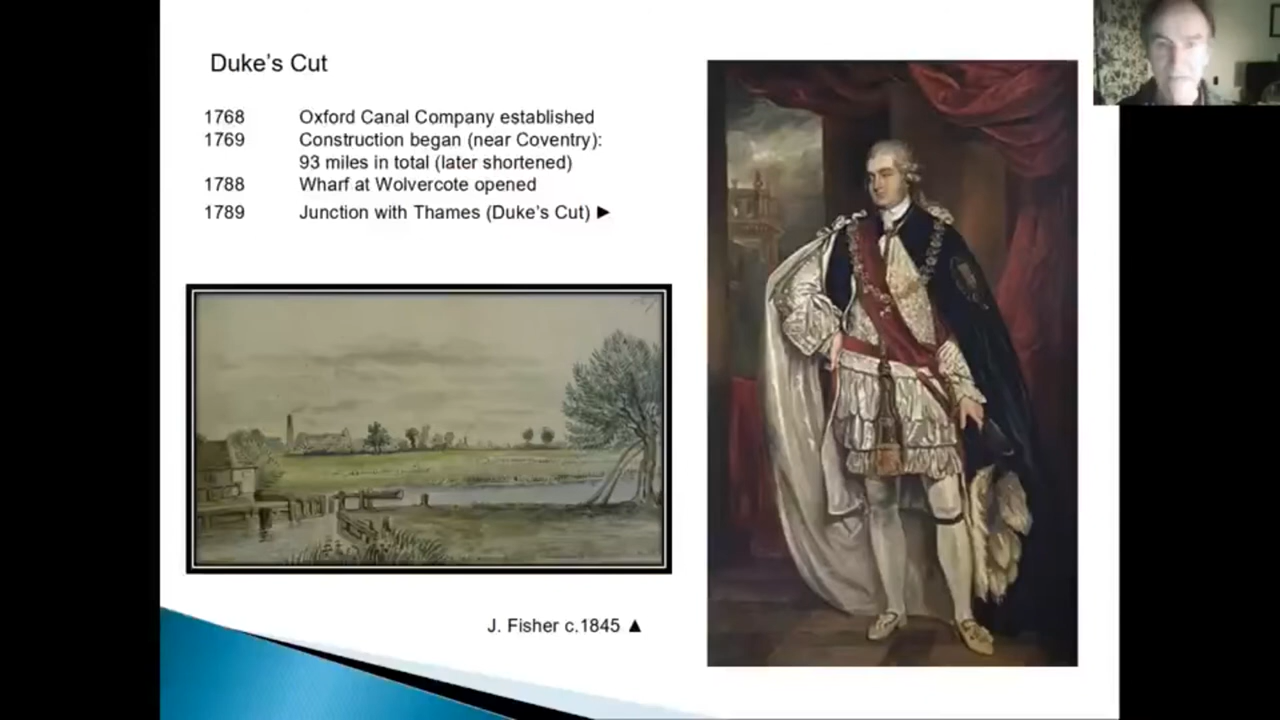 Duke's Cut
1768 Oxford Canal Company established
1769 Construction began (near Coventry):
93 miles in total (later shortened)
1788 Wharf at Wolvercote opened
1789 Junction with Thames (Duke's Cut) ►
J. Fisher c.1845 ▲